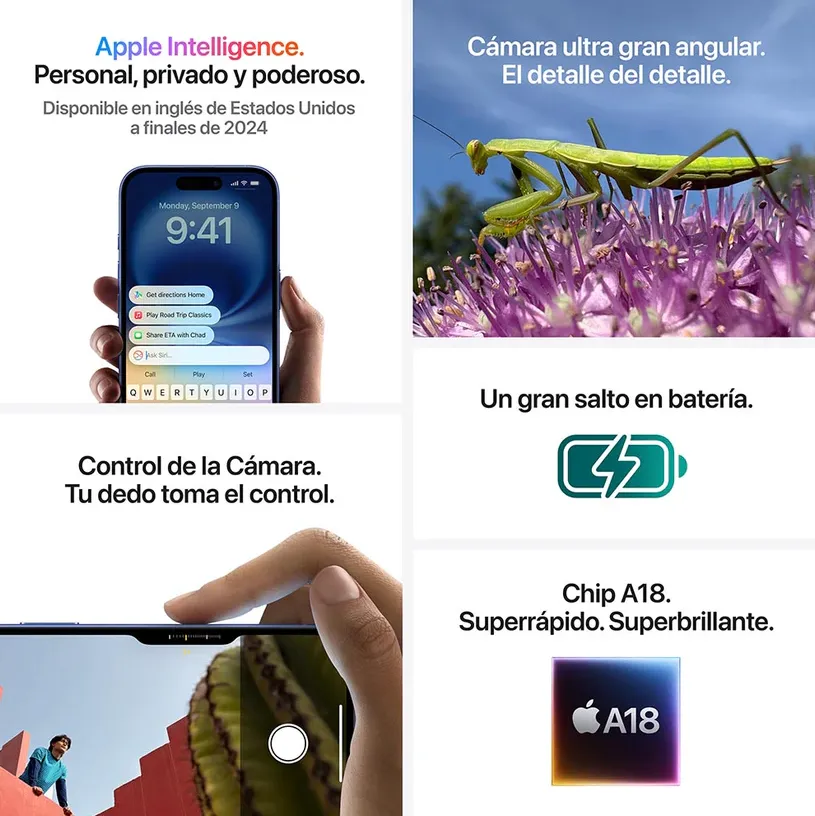 Apple Intelligence.
Personal, privado y poderoso.
Disponible en inglés de Estados Unidos
a finales de 2024
Monday, September 9
9:41
Get directions Home
Play Road Trip Classics
Share ETA with Chad
Ask Siri...
Call Play Set
Q W E R T Y U I O P
Cámara ultra gran angular.
El detalle del detalle.
Control de la Cámara.
Tu dedo toma el control.
Un gran salto en batería.
Chip A18.
Superrápido. Superbrillante.
A18